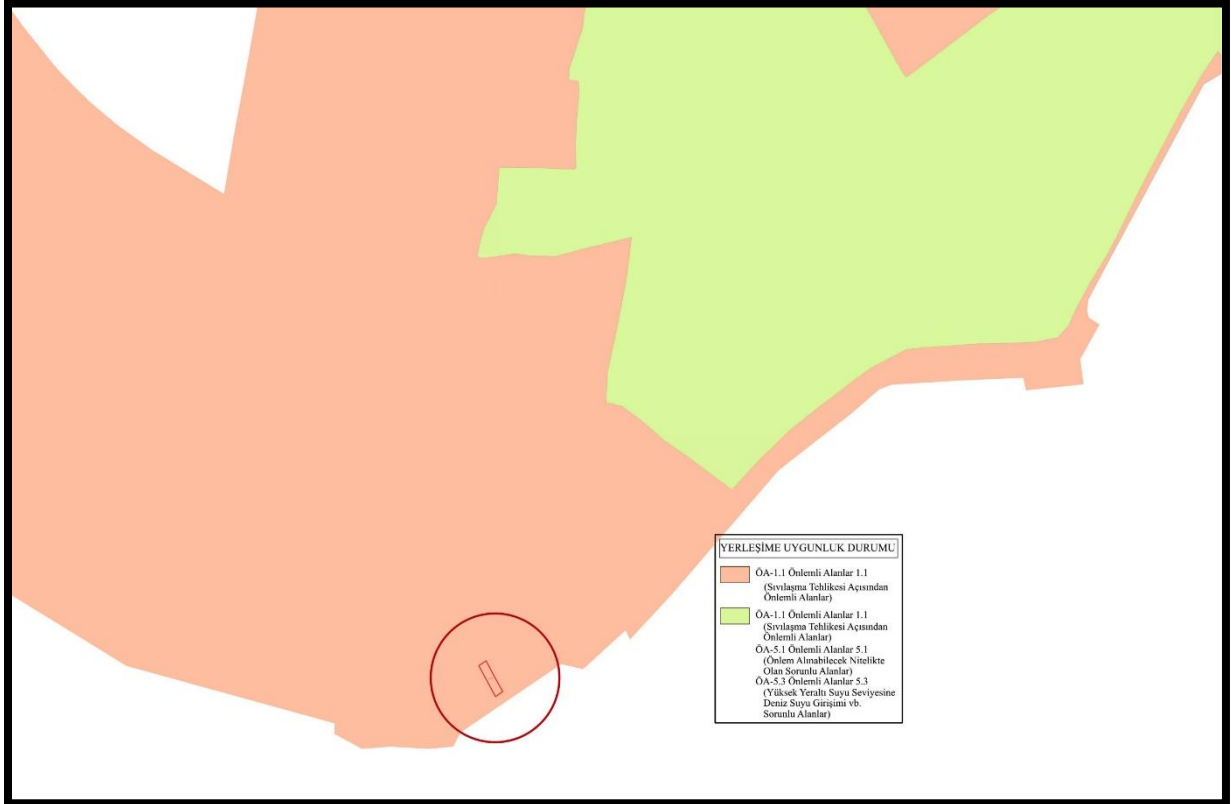 YERLEŞİME UYGUNLUK DURUMU
ÖA-1.1 Önlemli Alanlar 1.1
(Sıvılaşma Tehlikesi Açısından
Önlemli Alanlar)
ÖA-1.1 Önlemli Alanlar 1.1
(Sıvılaşma Tehlikesi Açısından
Önlemli Alanlar)
ÖA-5.1 Önlemli Alanlar 5.1
(Önlem Alınabilecek Nitelikte
Olan Sorunlu Alanlar)
ÖA-5.3 Önlemli Alanlar 5.3
(Yüksek Yeraltı Suyu Seviyesine
Deniz Suyu Girişimi vb.
Sorunlu Alanlar)